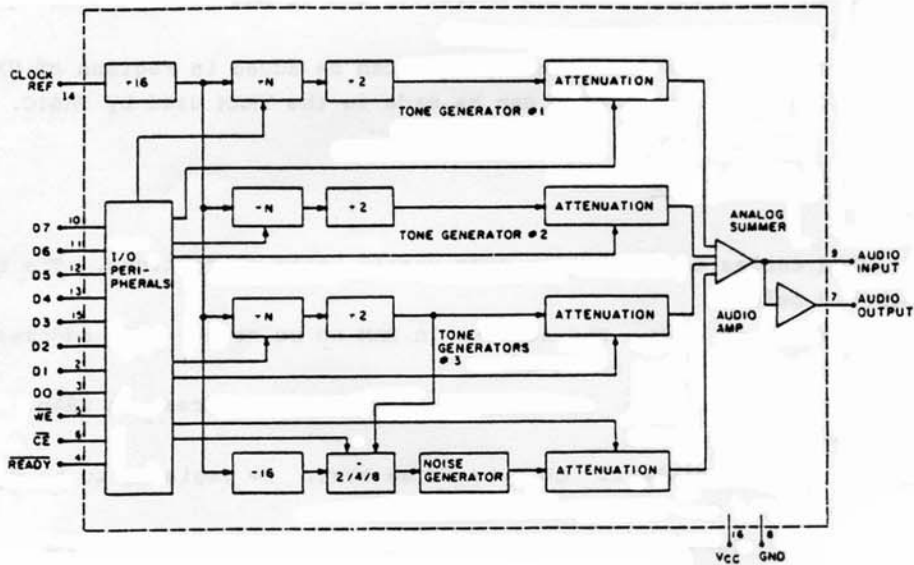 CLOCK
REF
14
÷16
÷N
÷2
ATTENUATION
TONE GENERATOR #1
I/O
PERI-
PHERALS
÷N
÷2
ATTENUATION
TONE GENERATOR #2
ANALOG
SUMMER
9
AUDIO
INPUT
7
AUDIO
OUTPUT
AUDIO
AMP.
÷N
÷2
ATTENUATION
TONE
GENERATORS
#3
÷16
÷
2/4/8
NOISE
GENERATOR
ATTENUATION
D7 10
D6 11
D5 12
D4 13
D3 15
D2 1
D1 2
D0 3
WE 5
CE 6
READY 4
16
VCC
8
GND